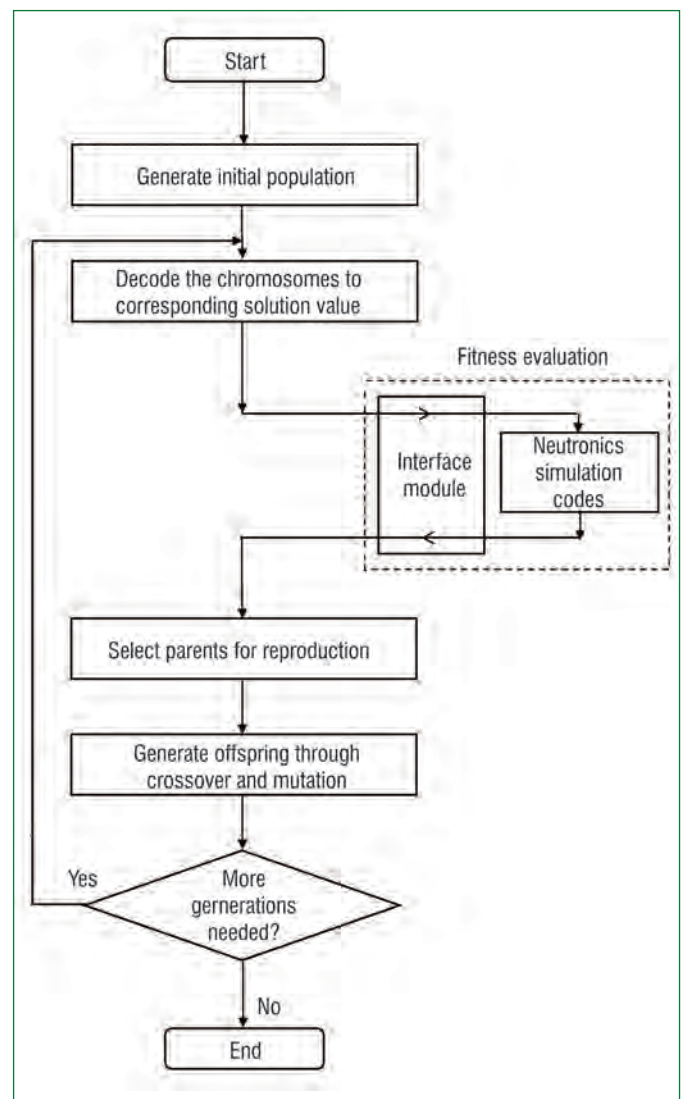 Start
Generate initial population
Decode the chromosomes to
corresponding solution value
Fitness evaluation
Interface
module
Neutronics
simulation
codes
Select parents for reproduction
Generate offspring through
crossover and mutation
Yes
More
gernerations
needed?
No
End